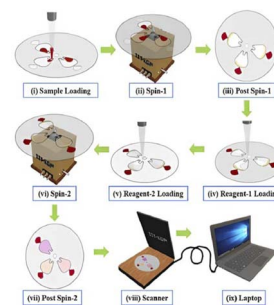 (i) Sample Loading
(ii) Spin-1
(iii) Post Spin-1
(iv) Reagent-1 Loadi
(v) Reagent-2 Loading
(vi) Spin-2
(vii) Post Spin-2
(viii) Scanner
(ix) Laptop